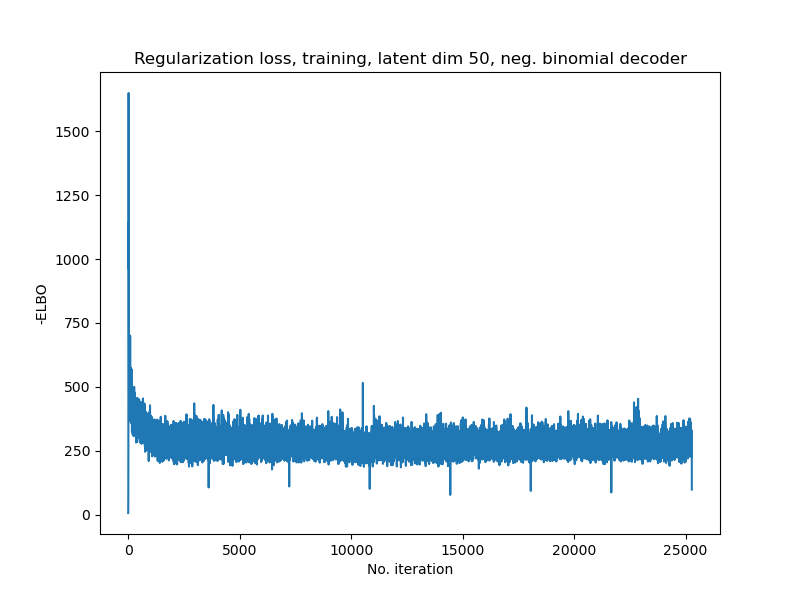 Regularization loss, training, latent dim 50, neg. binomial decoder
1500
1250
1000
750
500
250
0
-ELBO
0 5000 10000 15000 20000 25000
No. iteration